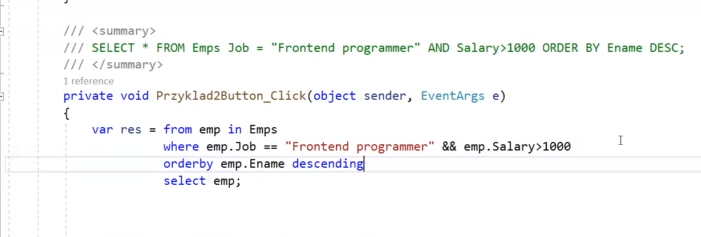 }
/// <summary>
/// SELECT * FROM Emps Job = "Frontend programmer" AND Salary>1000 ORDER BY Ename DESC;
/// </summary>
1 reference
private void Przyklad2Button_Click(object sender, EventArgs e)
{
var res = from emp in Emps
where emp.Job == "Frontend programmer" && emp.Salary>1000
orderby emp.Ename descending
select emp;